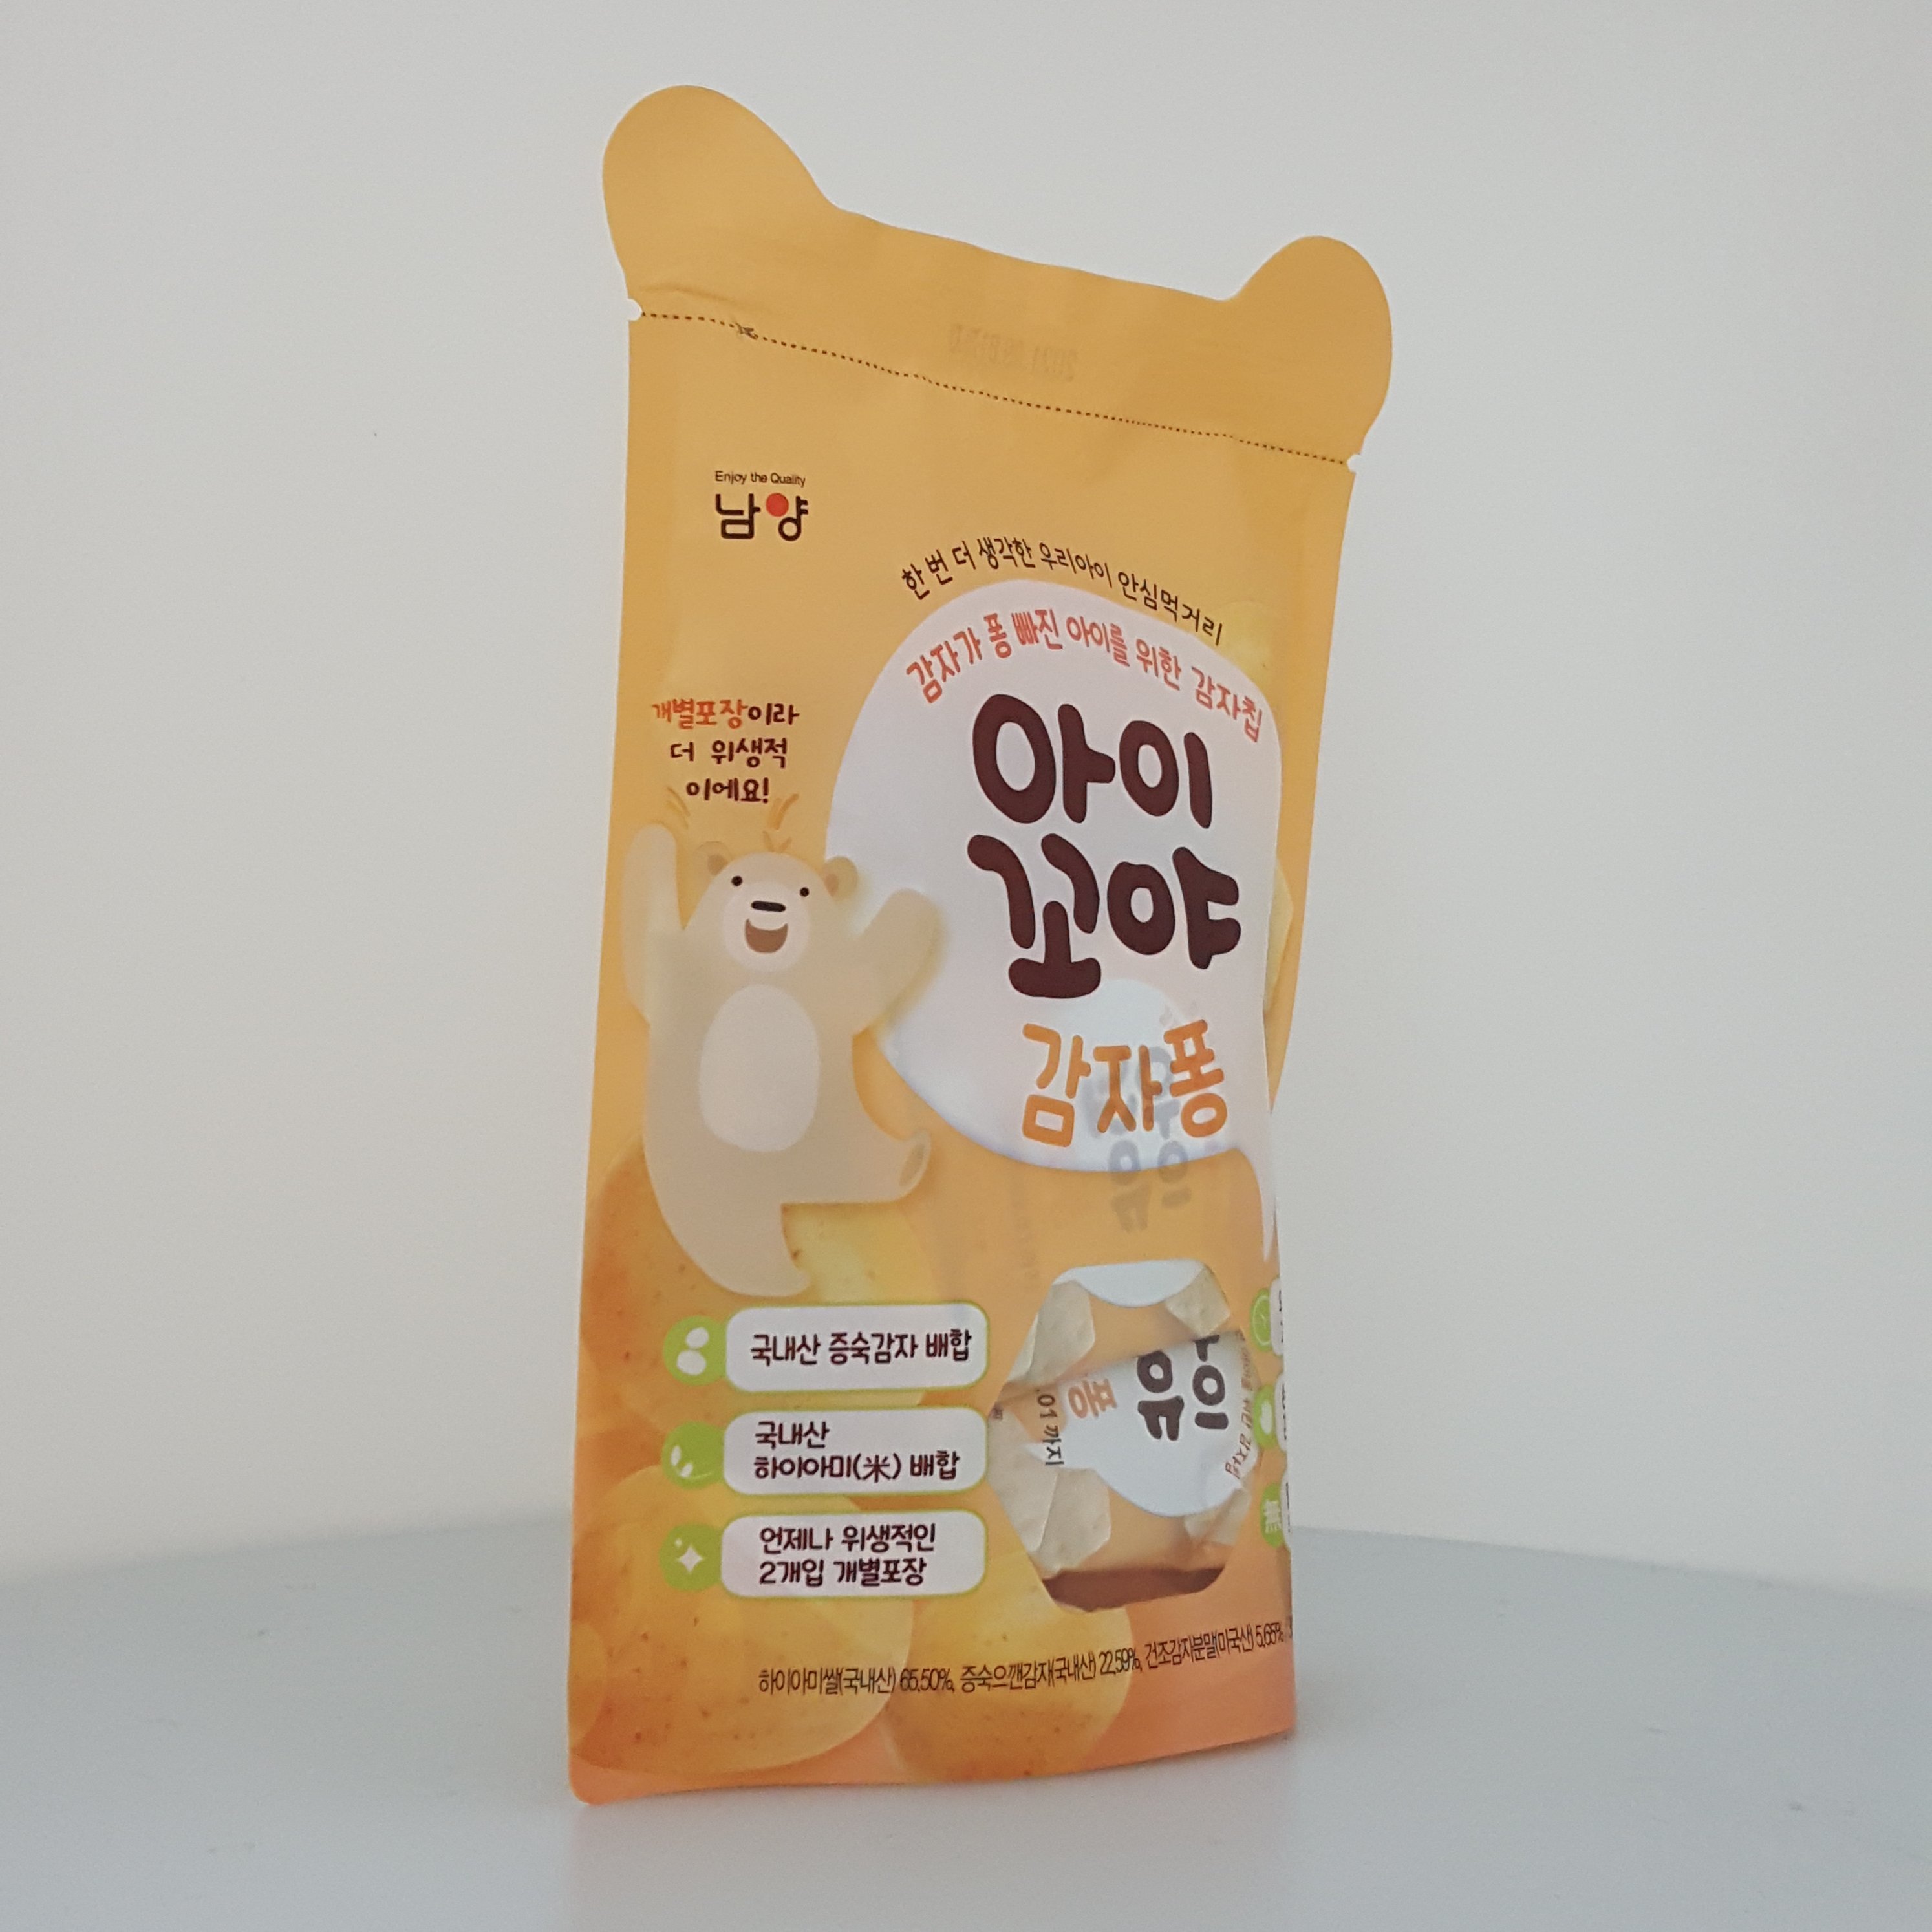 Enjoy the Quality
남양
한 번 더 생각한 우리아이 안심먹거리
감자가 퐁 빠진 아이를 위한 감자칩
아이
꼬야
감자퐁
개별포장이라
더 위생적
이에요!
국내산 증숙감자 배합
국내산
하이아미(米) 배합
언제나 위생적인
2개입 개별포장
.01 까지
無
하이아미쌀(국내산) 65.50%, 증숙으깬감자(국내산) 22.59%, 건조감자분말(미국산) 5.65%